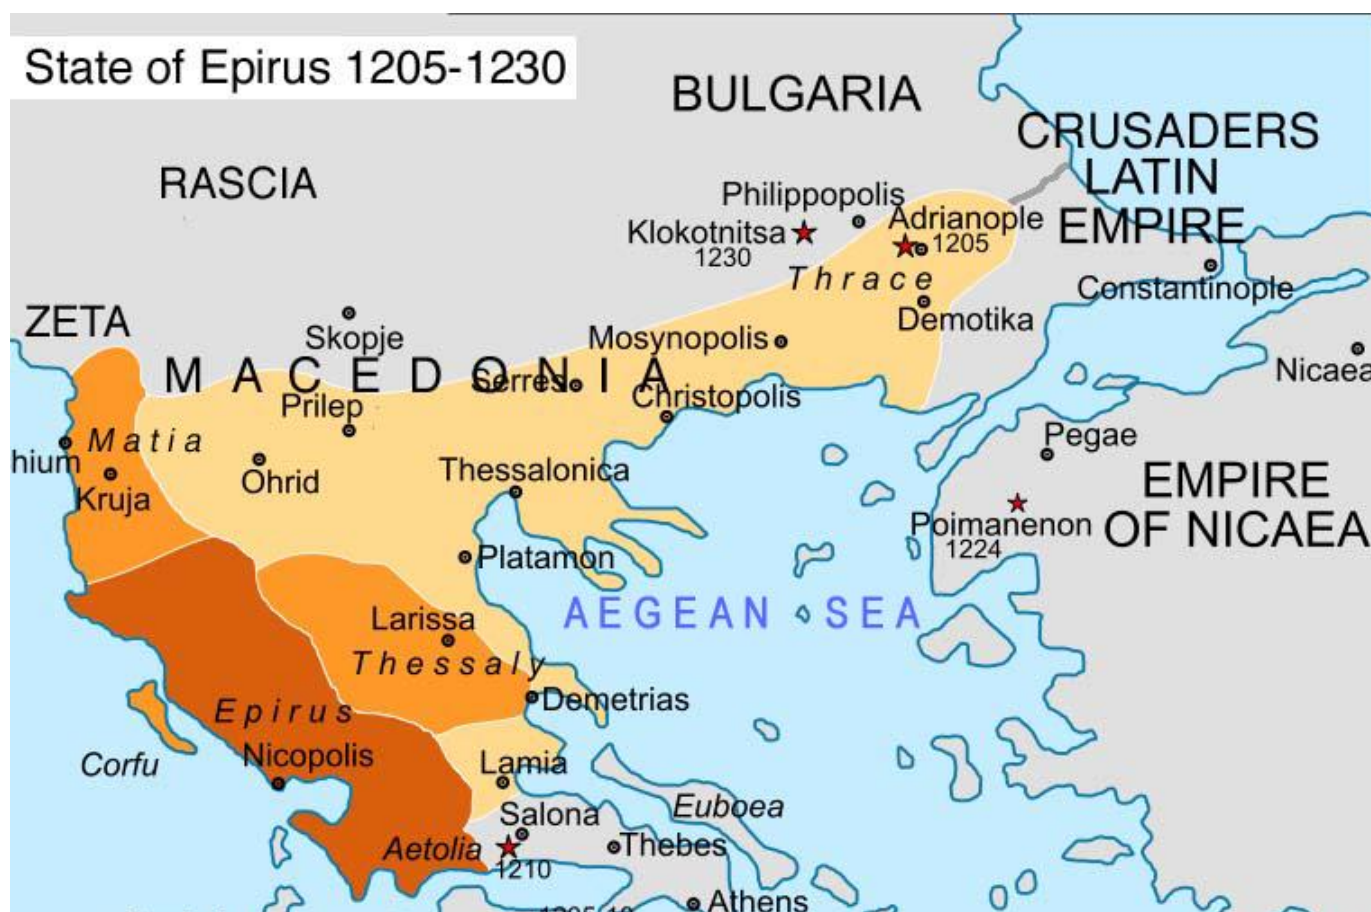 State of Epirus 1205-1230
BULGARIA
CRUSADERS
LATIN
EMPIRE
RASCIA
Philippopolis
Klokotnitsa
1230
Adrianople
1205
Thrace
Constantinople
ZETA
Skopje
Demotika
Mosynopolis
MACEDONIA
Nicaea
Serres
Prilep
Christopolis
Matia
Pegae
hium
Kruja
Ohrid
Thessalonica
EMPIRE
OF NICAEA
Poimanenon
1224
Platamon
AEGEAN SEA
Larissa
Thessaly
Demetrias
Epirus
Nicopolis
Corfu
Lamia
Euboea
Salona
Aetolia
1210
Thebes
Athens